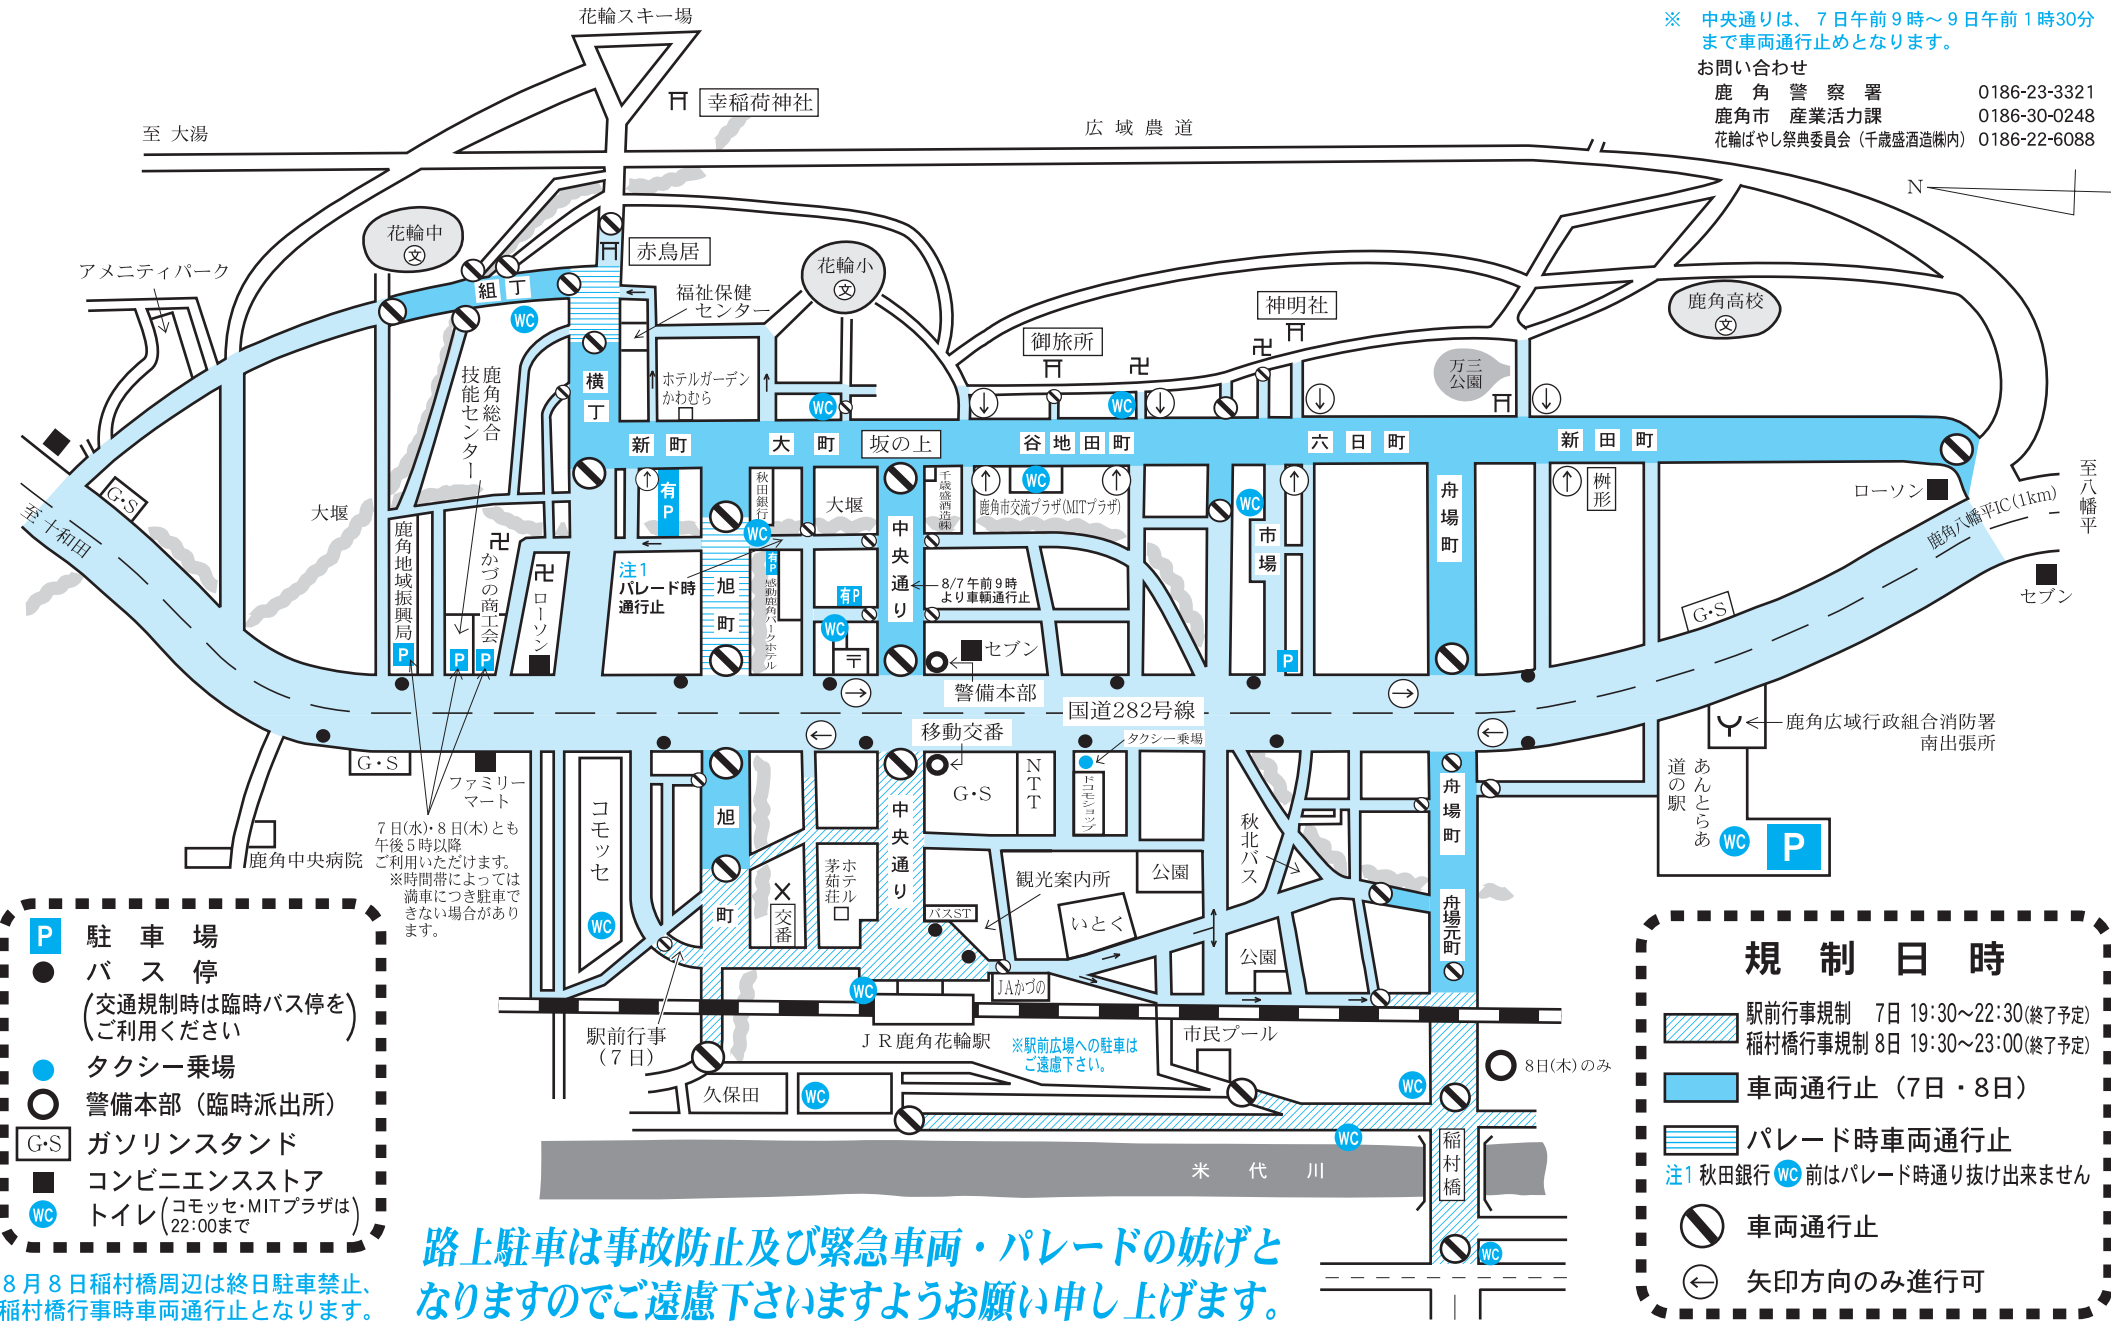 花輪スキー場
※ 中央通りは、7日午前9時～9日午前1時30分
まで車両通行止めとなります。
お問い合わせ
鹿角警察署 0186-23-3321
鹿角市 産業活力課 0186-30-0248
花輪ばやし祭典委員会(千歳盛酒造㈱内) 0186-22-6088
N
幸稲荷神社
至 大湯
広域農道
花輪中
文
アメニティパーク
赤鳥居
組丁
WC
福祉保健
センター
花輪小
文
神明社
御旅所
鹿角高校
文
万三
公園
横丁
ホテルガーデン
かわむら
WC
WC
鹿角総合
技能センター
新町
大町
坂の上
谷地田町
六日町
新田町
至八幡平
G・S
至 十和田
大堰
有P
秋田銀行
大堰
千歳盛酒造㈱
WC
鹿角市交流プラザ(MITプラザ)
WC
市場
舟場町
桝形
ローソン
鹿角八幡平IC(1km)
セブン
鹿角地域振興局
P
かづの商工会
P
P
ローソン
注1
パレード時
通行止
WC
旭町
有P
感動鹿角パークホテル
有P
WC
〒
中央通り
8/7 午前9時
より車輌通行止
セブン
警備本部
P
G・S
国道282号線
移動交番
タクシー乗場
鹿角広域行政組合消防署
南出張所
G・S
ファミリー
マート
コモッセ
WC
G・S
NTT
ドコモショップ
あんとらあ
道の駅
WC
P
7日(水)・8日(木)とも
午後5時以降
ご利用いただけます。
※時間帯によっては
満車につき駐車で
きない場合があり
ます。
鹿角中央病院
旭町
交番
ホテル
茅茹荘
中央通り
バスST
観光案内所
いとく
公園
秋北バス
公園
舟場町
舟場元町
JAかづの
WC
駅前行事
(7日)
JR鹿角花輪駅
※駅前広場への駐車は
ご遠慮下さい。
市民プール
久保田
WC
WC
8日(木)のみ
WC
稲村橋
WC
米代川
P 駐車場
バス停
(交通規制時は臨時バス停を
ご利用ください)
タクシー乗場
警備本部(臨時派出所)
G・S ガソリンスタンド
コンビニエンスストア
WC トイレ(コモッセ・MITプラザは
22:00まで)
8月8日稲村橋周辺は終日駐車禁止、
稲村橋行事時車両通行止となります。
路上駐車は事故防止及び緊急車両・パレードの妨げと
なりますのでご遠慮下さいますようお願い申し上げます。
規制日時
駅前行事規制 7日 19:30～22:30(終了予定)
稲村橋行事規制 8日 19:30～23:00(終了予定)
車両通行止(7日・8日)
パレード時車両通行止
注1 秋田銀行 WC 前はパレード時通り抜け出来ません
車両通行止
矢印方向のみ進行可